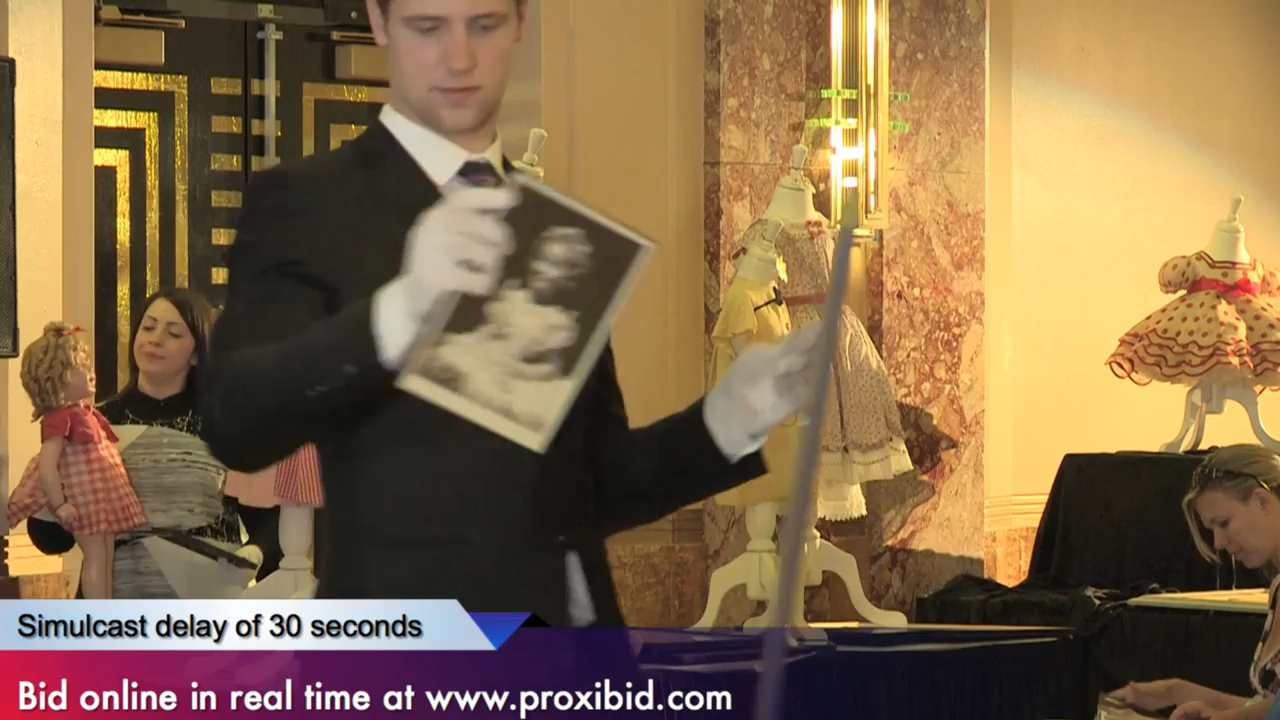 Simulcast delay of 30 seconds
Bid online in real time at www.proxibid.com